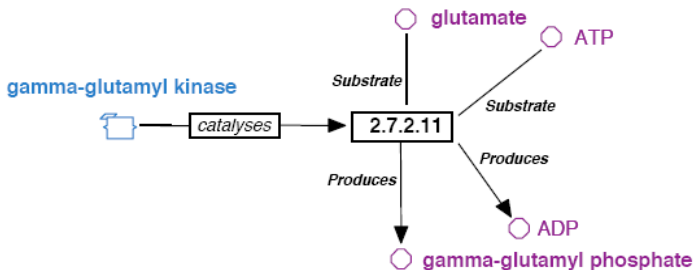 glutamate
ATP
Substrate
gamma-glutamyl kinase
Substrate
catalyses
2.7.2.11
Produces
Produces
ADP
gamma-glutamyl phosphate